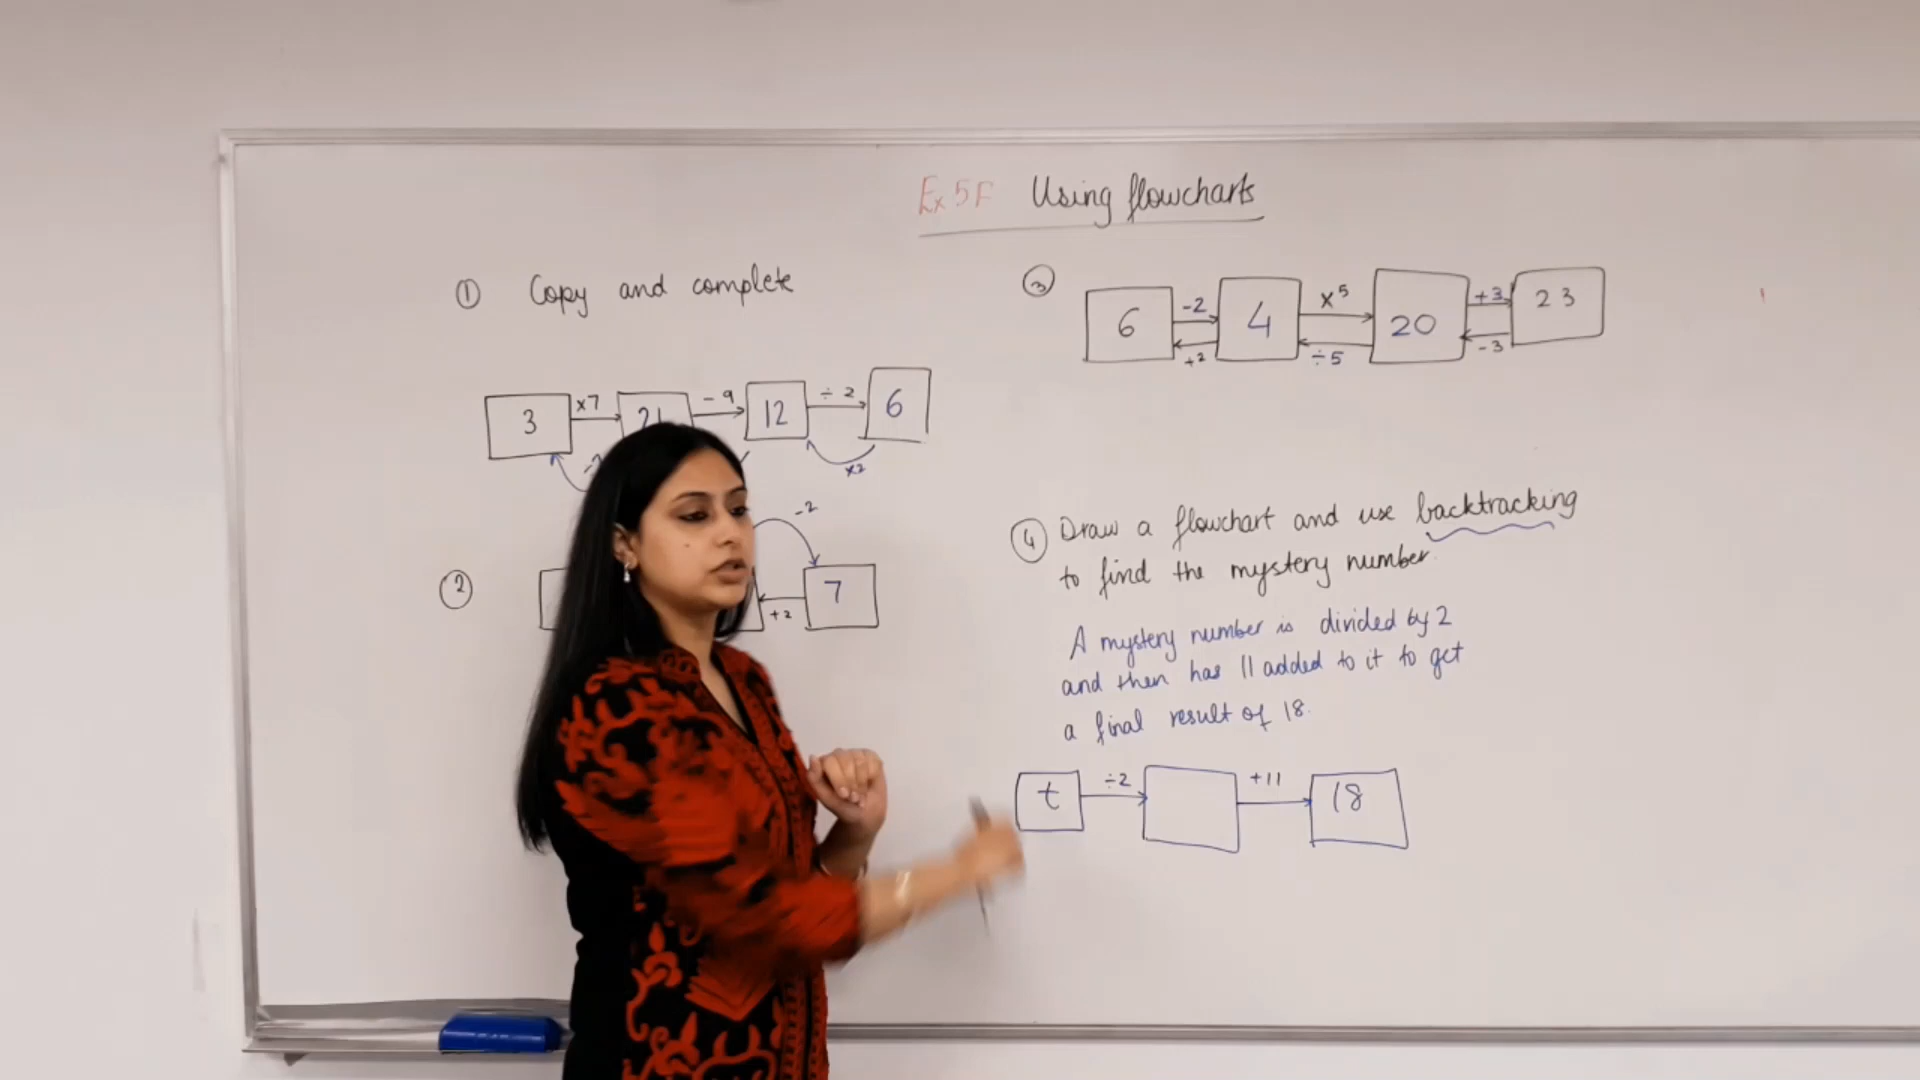 Ex 5F Using flowcharts
① Copy and complete
3 ×7 21 -9 12 ÷2 6
×2
② -2
+2 7
③ 6 -2 4 ×5 20 +3 23
+2 ÷5 -3
④ Draw a flowchart and use backtracking
to find the mystery number.
A mystery number is divided by 2
and then has 11 added to it to get
a final result of 18.
t ÷2 +11 18